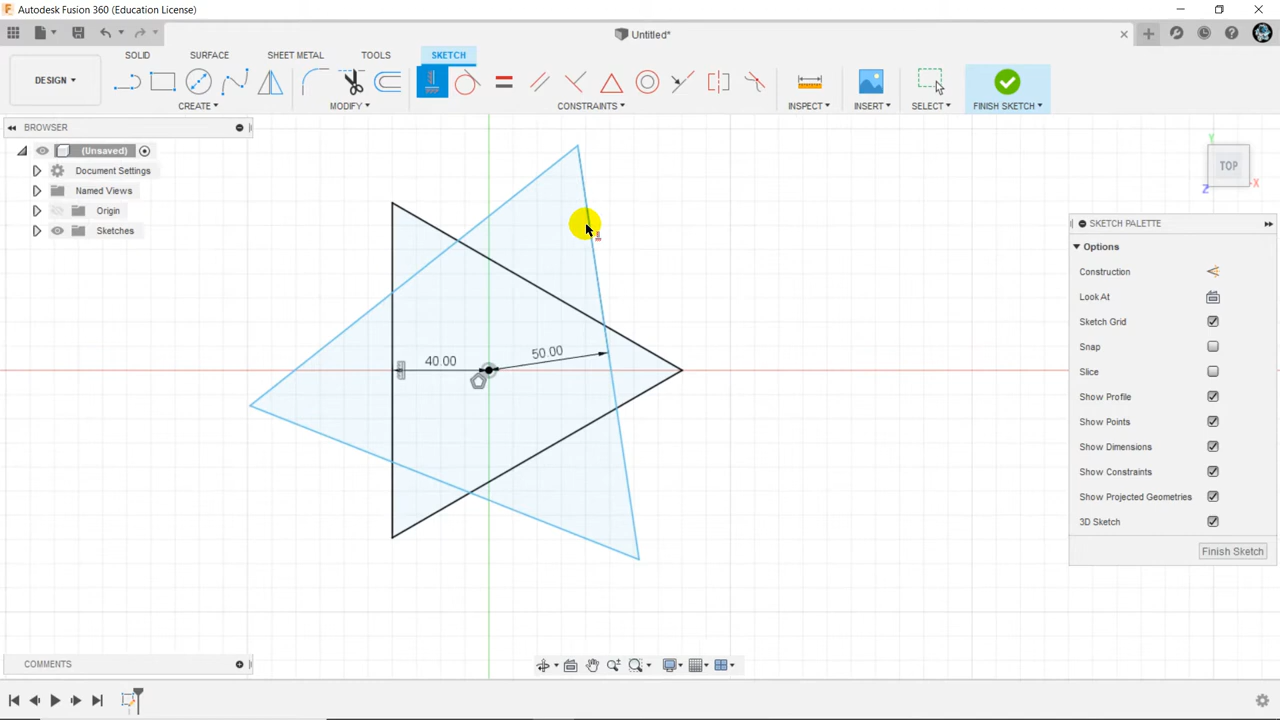 Autodesk Fusion 360 (Education License)
Untitled*
SOLID SURFACE SHEET METAL TOOLS SKETCH
DESIGN
CREATE MODIFY CONSTRAINTS INSPECT INSERT SELECT FINISH SKETCH
BROWSER
(Unsaved)
Document Settings
Named Views
Origin
Sketches
TOP
Y
X
Z
40.00
50.00
SKETCH PALETTE
Options
Construction
Look At
Sketch Grid
Snap
Slice
Show Profile
Show Points
Show Dimensions
Show Constraints
Show Projected Geometries
3D Sketch
Finish Sketch
COMMENTS